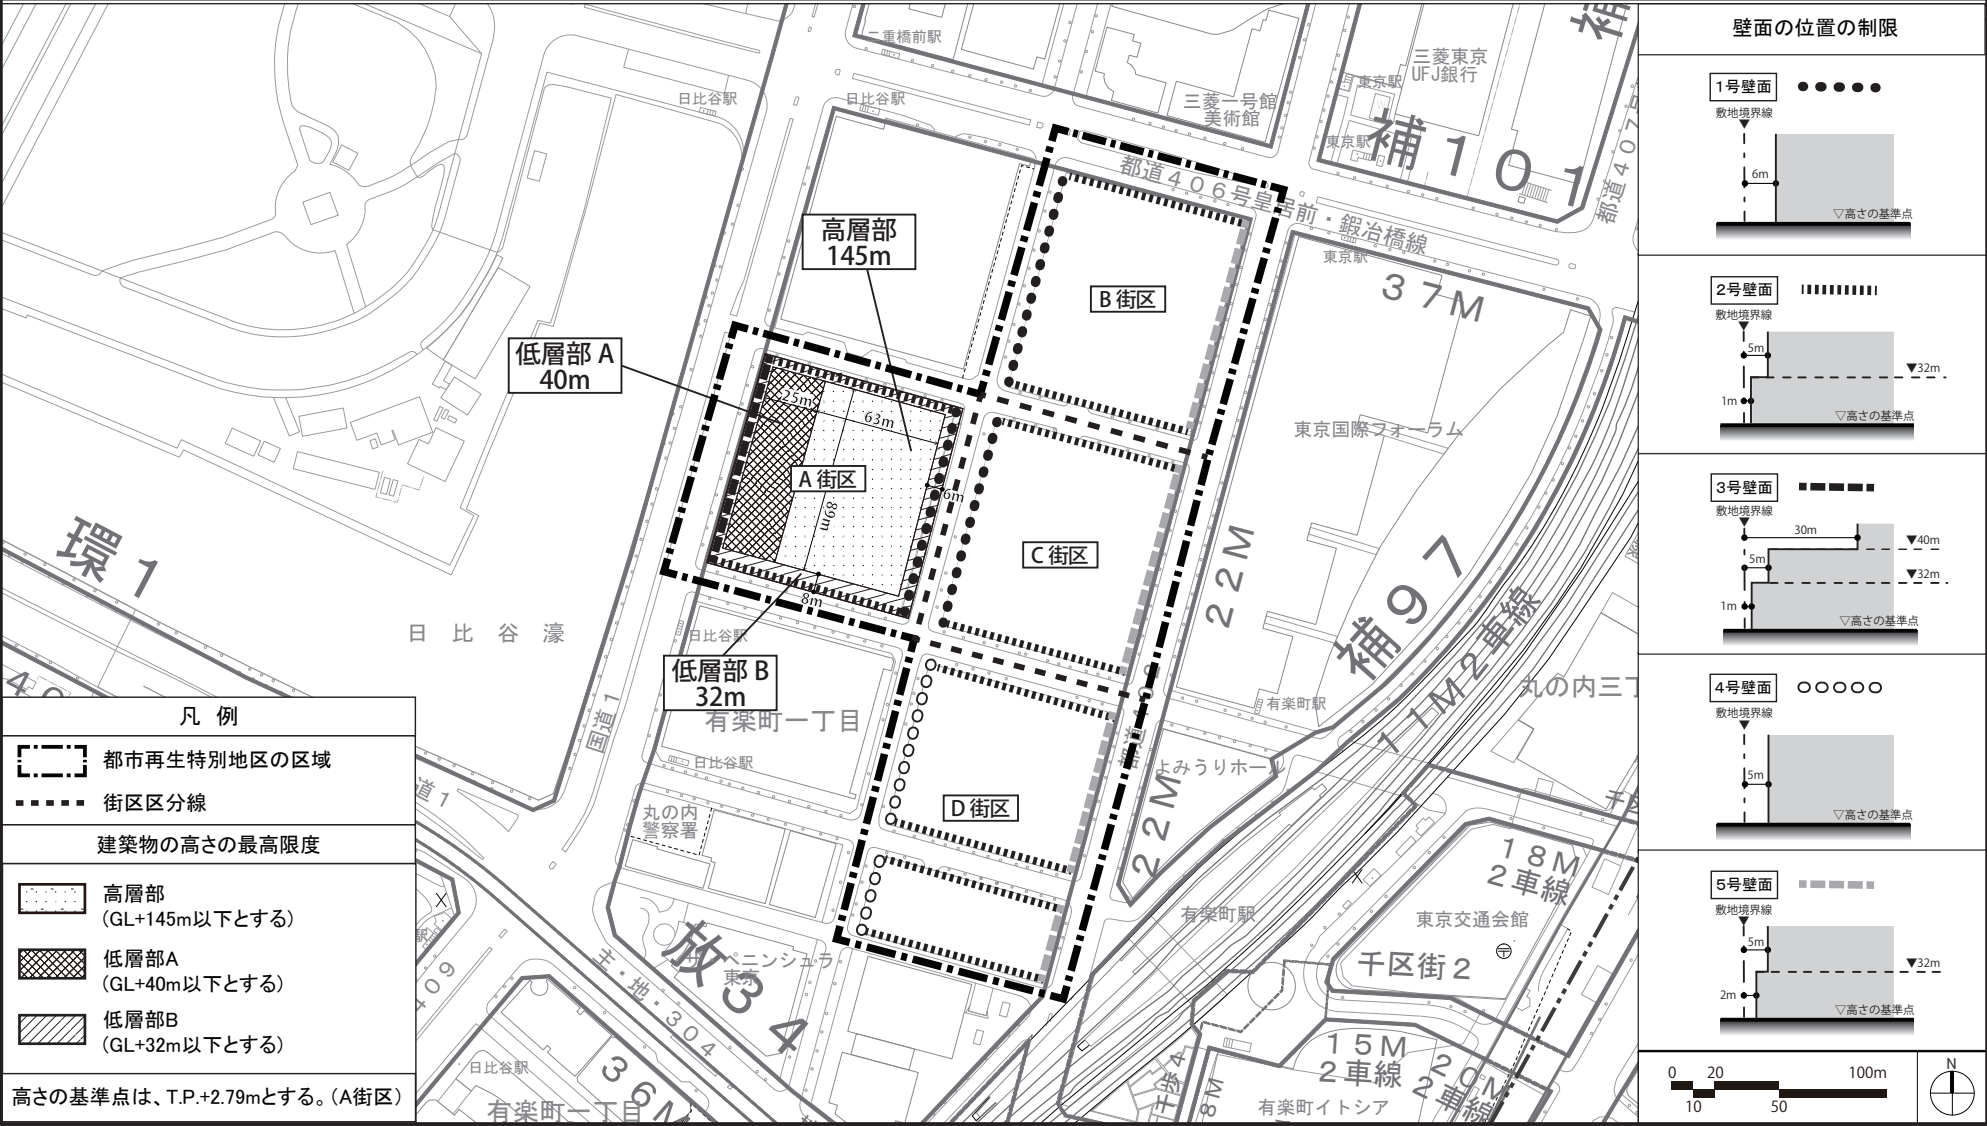 二重橋前駅
日比谷駅
日比谷駅
三菱一号館
美術館
三菱東京
UFJ銀行
東京駅
東京駅
補101
都道407号
都道406号皇居前・鍛冶橋線
東京駅
37M
高層部
145m
低層部 A
40m
B 街区
25m
63m
A 街区
89m
6m
8m
C 街区
東京国際フォーラム
22M
補97
11M2車線
環1
日比谷濠
国道1
日比谷駅
低層部 B
32m
有楽町一丁目
日比谷駅
丸の内
警察署
D 街区
有楽町駅
よみうりホール
22M
丸の内三丁
18M
2車線
有楽町駅
東京交通会館
千区街2
放34
ザ・ペニンシュラ
東京
主・地・304
道1
409
日比谷駅
36M
有楽町一丁目
15M
2車線
20M
2車線
有楽町イトシア
千歩4
8M
凡 例
都市再生特別地区の区域
街区区分線
建築物の高さの最高限度
高層部
(GL+145m以下とする)
低層部A
(GL+40m以下とする)
低層部B
(GL+32m以下とする)
高さの基準点は、T.P.+2.79mとする。(A街区)
壁面の位置の制限
1号壁面
敷地境界線
6m
▽高さの基準点
2号壁面
敷地境界線
5m
▼32m
1m
▽高さの基準点
3号壁面
敷地境界線
30m
▼40m
5m
▼32m
1m
▽高さの基準点
4号壁面
敷地境界線
5m
▽高さの基準点
5号壁面
敷地境界線
5m
▼32m
2m
▽高さの基準点
0 20 100m
10 50
N